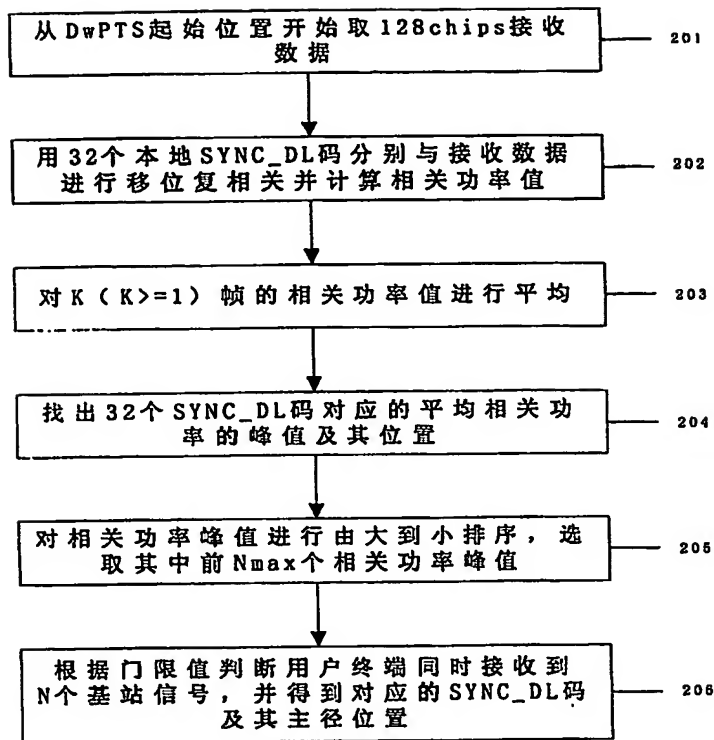 从DwPTS起始位置开始取128chips接收
数据
201
用32个本地SYNC_DL码分别与接收数据
进行移位复相关并计算相关功率值
202
对K(K>=1)帧的相关功率值进行平均
203
找出32个SYNC_DL码对应的平均相关功
率的峰值及其位置
204
对相关功率峰值进行由大到小排序，选
取其中前Nmax个相关功率峰值
205
根据门限值判断用户终端同时接收到
N个基站信号，并得到对应的SYNC_DL码
及其主径位置
206